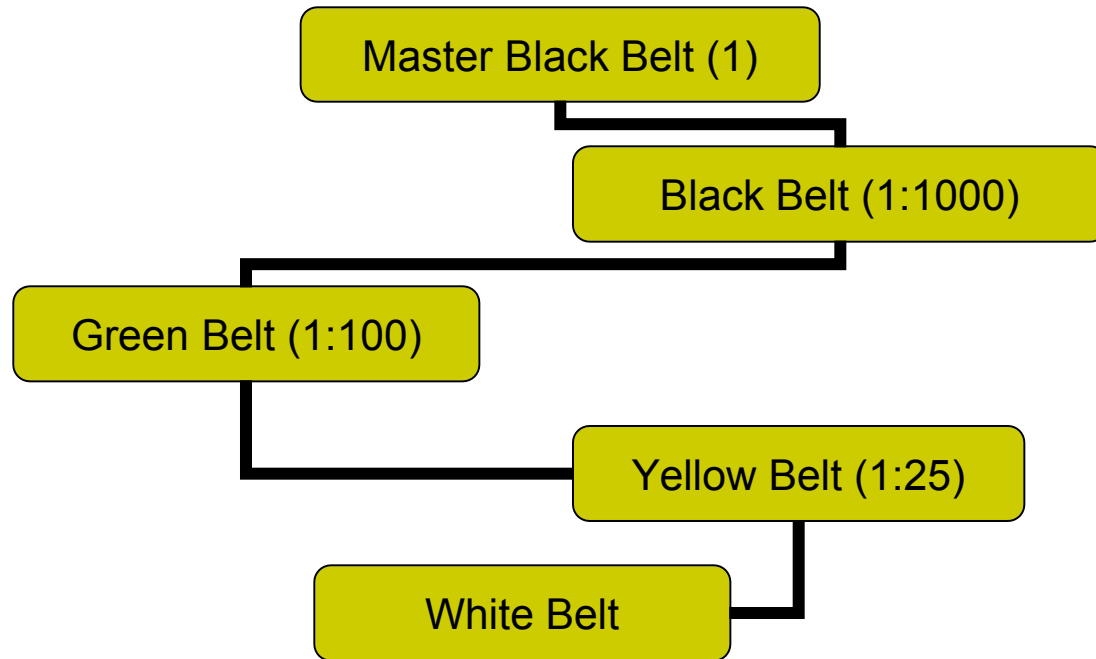 Master Black Belt (1)
Black Belt (1:1000)
Green Belt (1:100)
Yellow Belt (1:25)
White Belt